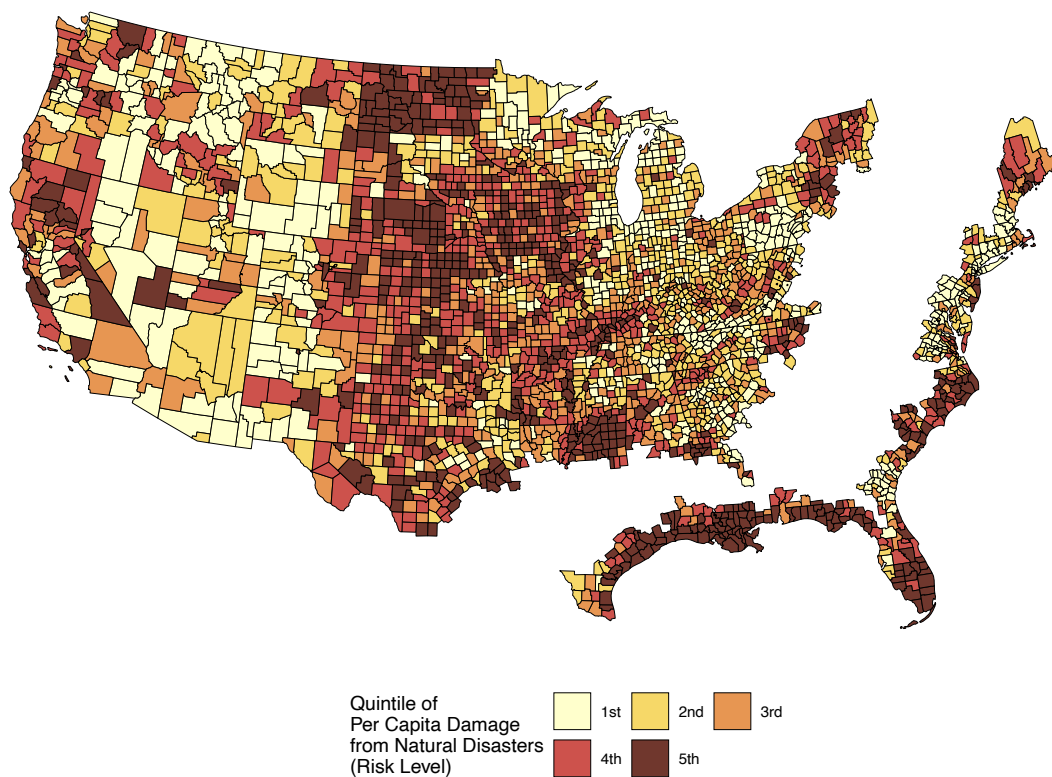 Quintile of
Per Capita Damage
from Natural Disasters
(Risk Level)
1st
2nd
3rd
4th
5th